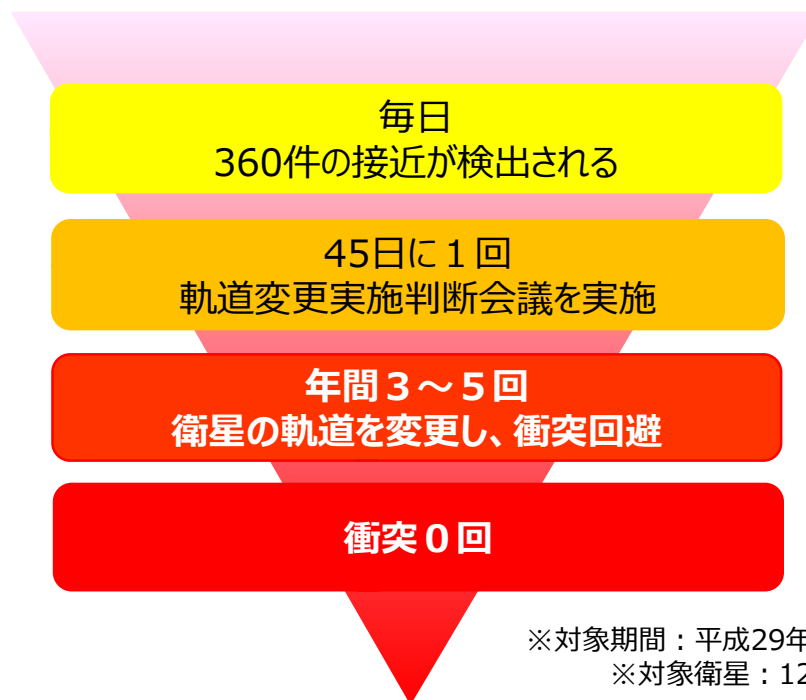 毎日
360件の接近が検出される
45日に１回
軌道変更実施判断会議を実施
年間３～５回
衛星の軌道を変更し、衝突回避
衝突０回
※対象期間：平成29年
※対象衛星：12